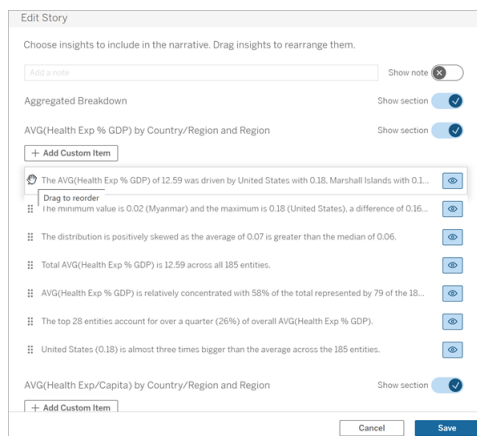 Edit Story
Choose insights to include in the narrative. Drag insights to rearrange them.
Add a note
Show note
Aggregated Breakdown
Show section
AVG(Health Exp % GDP) by Country/Region and Region
Show section
+ Add Custom Item
The AVG(Health Exp % GDP) of 12.59 was driven by United States with 0.18, Marshall Islands with 0.1...
Drag to reorder
The minimum value is 0.02 (Myanmar) and the maximum is 0.18 (United States), a difference of 0.16...
The distribution is positively skewed as the average of 0.07 is greater than the median of 0.06.
Total AVG(Health Exp % GDP) is 12.59 across all 185 entities.
AVG(Health Exp % GDP) is relatively concentrated with 58% of the total represented by 79 of the 18...
The top 28 entities account for over a quarter (26%) of overall AVG(Health Exp % GDP).
United States (0.18) is almost three times bigger than the average across the 185 entities.
AVG(Health Exp/Capita) by Country/Region and Region
Show section
+ Add Custom Item
Cancel
Save